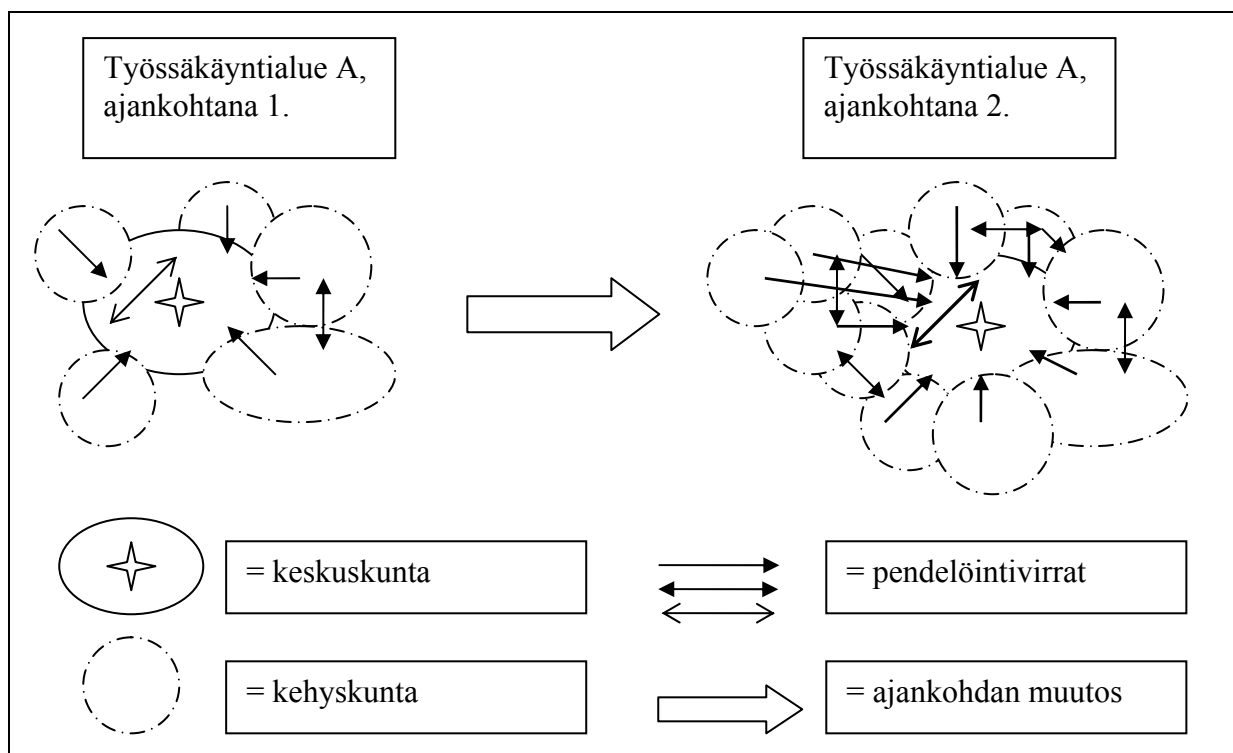 Työssäkäyntialue A,
ajankohtana 1.
Työssäkäyntialue A,
ajankohtana 2.
= keskuskunta
= pendelöintivirrat
= kehyskunta
= ajankohdan muutos